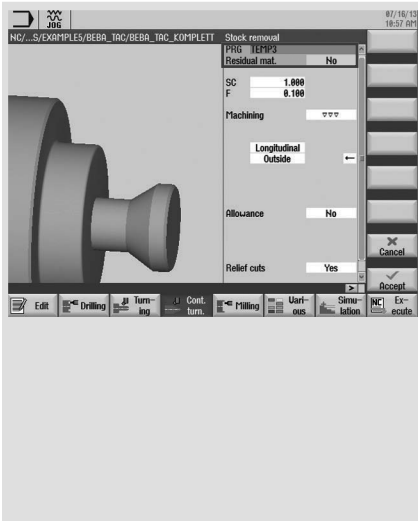 JOG
07/16/13
10:57 AM
NC/...S/EXAMPLE5/BEBA_TAC/BEBA_TAC_KOMPLETT
Stock removal
PRG TEMP3
Residual mat. No
SC 1.000
F 0.100
Machining ▽▽▽
Longitudinal
Outside ←
Allowance No
Relief cuts Yes
Cancel
Accept
>
Edit
Drilling
Turn-
ing
Cont.
turn.
Milling
Vari-
ous
Simu-
lation
NC Ex-
ecute